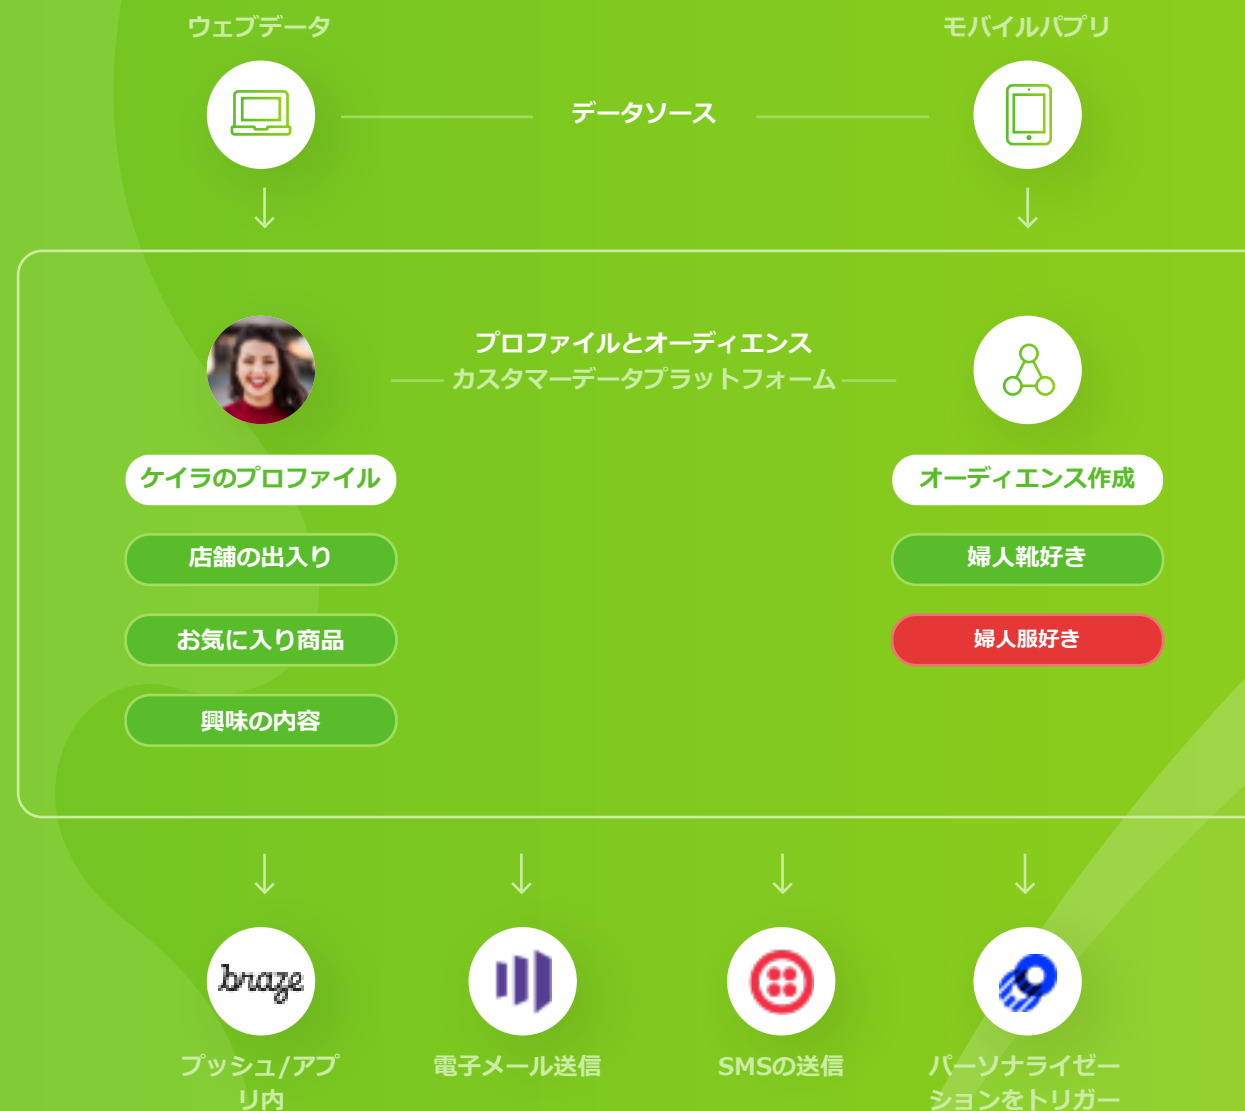 ウェブデータ
モバイルパプリ
データソース
プロファイルとオーディエンス
カスタマーデータプラットフォーム
ケイラのプロファイル
オーディエンス作成
店舗の出入り
婦人靴好き
お気に入り商品
婦人服好き
興味の内容
braze
プッシュ/アプ
リ内
電子メール送信
SMSの送信
パーソナライゼー
ションをトリガー